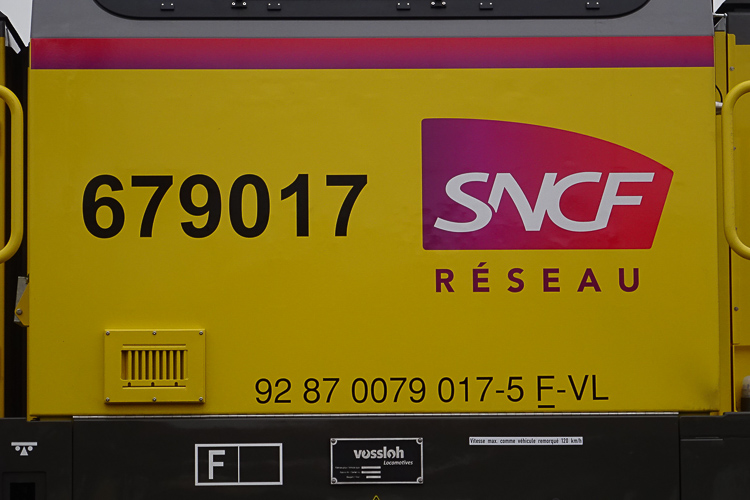 679017
SNCF
RÉSEAU
92 87 0079 017-5 F-VL
F
vossloh
Locomotives
Vitesse max. comme véhicule remorqué 120 km/h